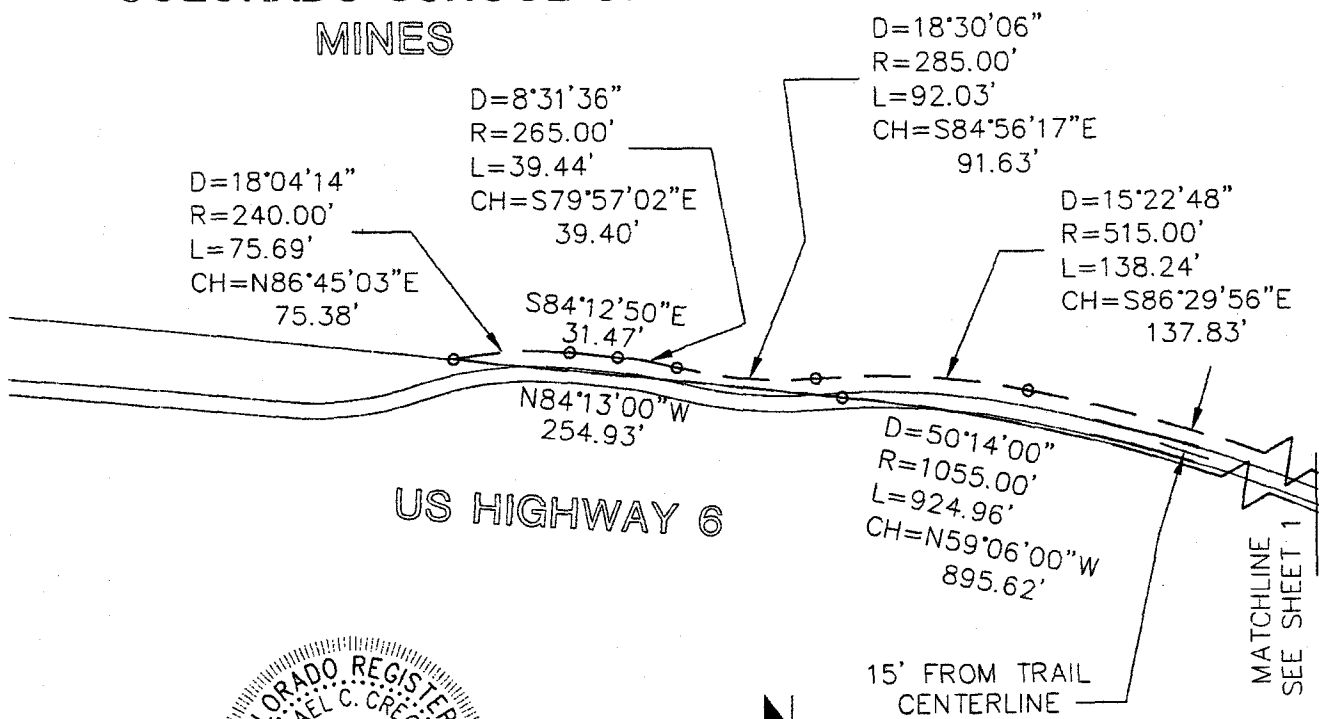 MINES
D=18°30'06"
R=285.00'
L=92.03'
CH=S84°56'17"E
91.63'
D=8°31'36"
R=265.00'
L=39.44'
CH=S79°57'02"E
39.40'
D=18°04'14"
R=240.00'
L=75.69'
CH=N86°45'03"E
75.38'
D=15°22'48"
R=515.00'
L=138.24'
CH=S86°29'56"E
137.83'
S84°12'50"E
31.47'
N84°13'00"W
254.93'
D=50°14'00"
R=1055.00'
L=924.96'
CH=N59°06'00"W
895.62'
US HIGHWAY 6
MATCHLINE
SEE SHEET 1
15' FROM TRAIL
CENTERLINE